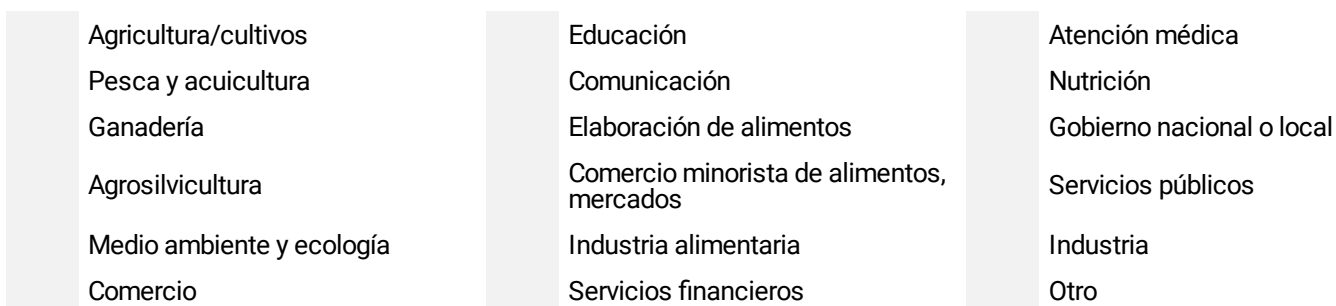 Agricultura/cultivos
Educación
Atención médica
Pesca y acuicultura
Comunicación
Nutrición
Ganadería
Elaboración de alimentos
Gobierno nacional o local
Agrosilvicultura
Comercio minorista de alimentos,
mercados
Servicios públicos
Medio ambiente y ecología
Industria alimentaria
Industria
Comercio
Servicios financieros
Otro